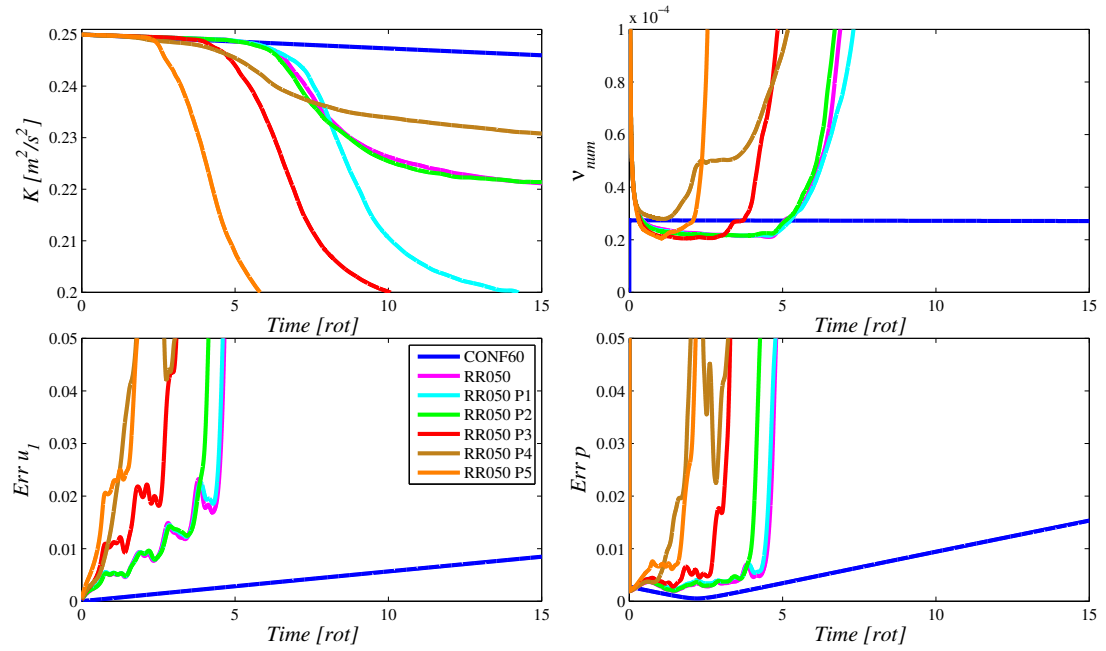 0.25
0.24
0.23
0.22
0.21
0.2
K [m²/s²]
0 5 10 15
Time [rot]
x 10⁻⁴
1
0.8
0.6
0.4
0.2
0
ν_num
0 5 10 15
Time [rot]
0.05
0.04
0.03
0.02
0.01
0
Err u₁
0 5 10 15
Time [rot]
CONF60
RR050
RR050 P1
RR050 P2
RR050 P3
RR050 P4
RR050 P5
0.05
0.04
0.03
0.02
0.01
0
Err p
0 5 10 15
Time [rot]